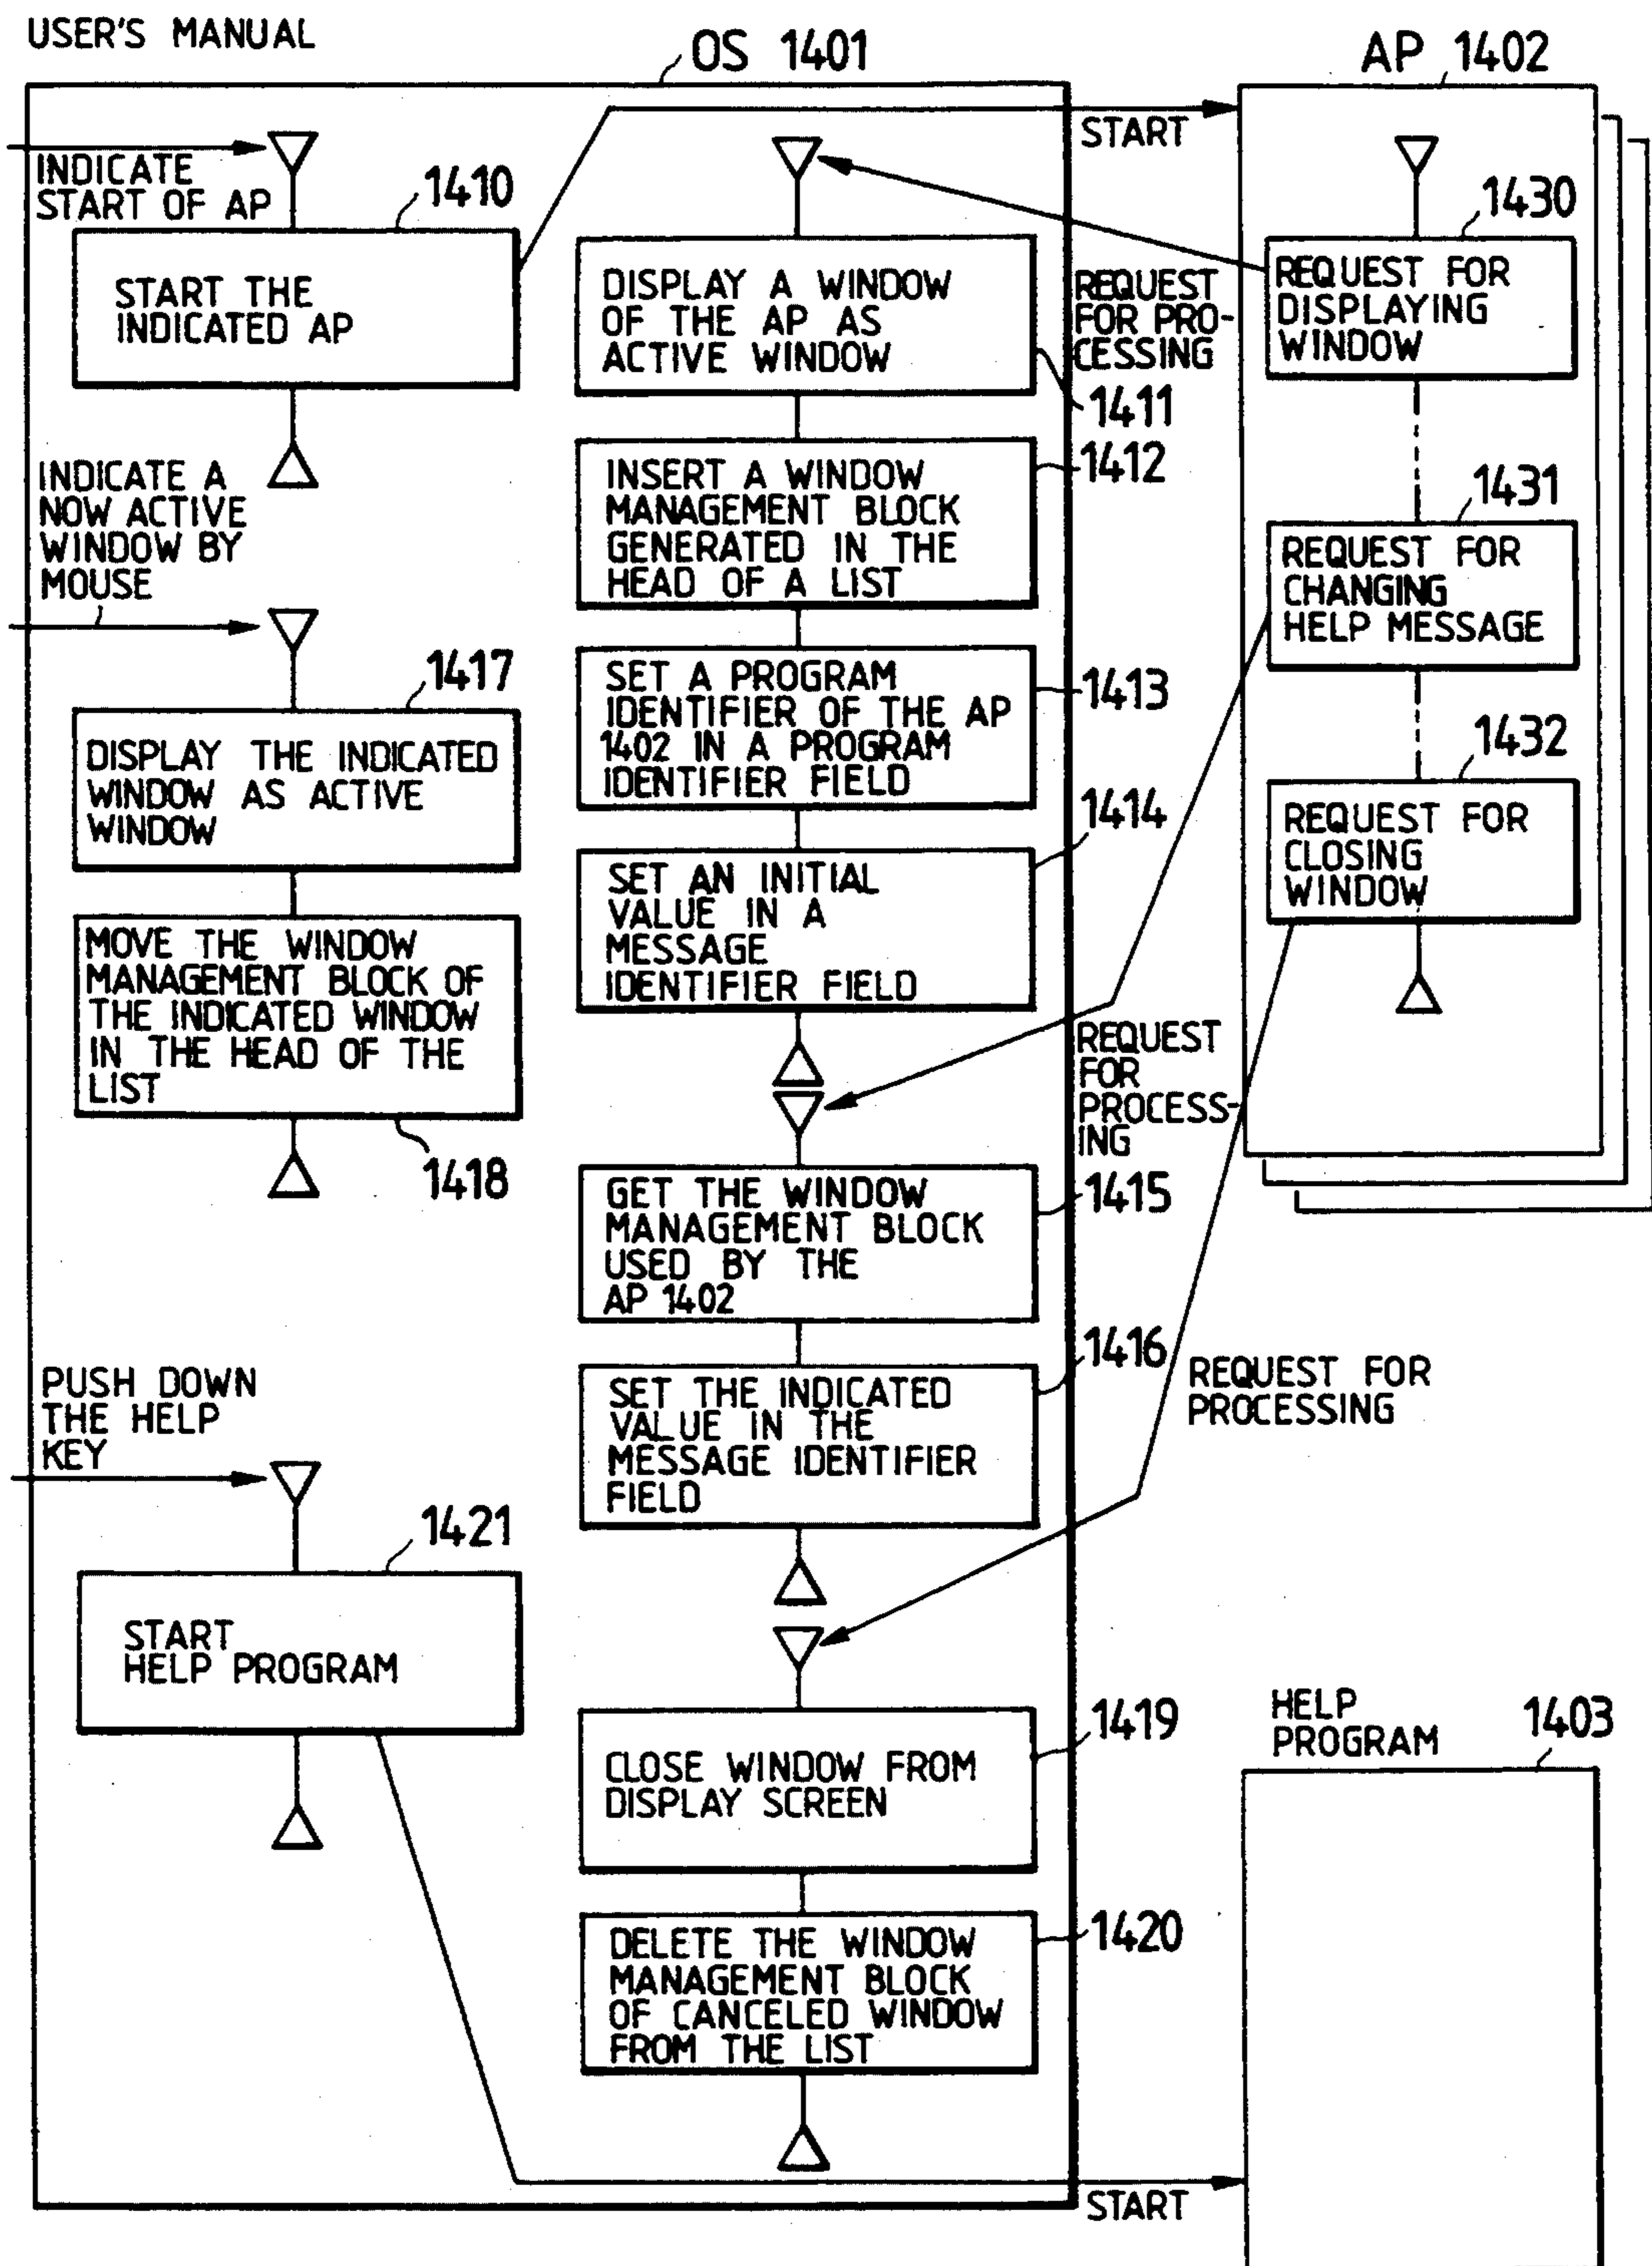 USER'S MANUAL
OS 1401
AP 1402
INDICATE
START OF AP
1410
START THE
INDICATED AP
INDICATE A
NOW ACTIVE
WINDOW BY
MOUSE
1417
DISPLAY THE INDICATED
WINDOW AS ACTIVE
WINDOW
MOVE THE WINDOW
MANAGEMENT BLOCK OF
THE INDICATED WINDOW
IN THE HEAD OF THE
LIST
1418
PUSH DOWN
THE HELP
KEY
1421
START
HELP PROGRAM
DISPLAY A WINDOW
OF THE AP AS
ACTIVE WINDOW
1411
INSERT A WINDOW
MANAGEMENT BLOCK
GENERATED IN THE
HEAD OF A LIST
1412
SET A PROGRAM
IDENTIFIER OF THE AP
1402 IN A PROGRAM
IDENTIFIER FIELD
1413
SET AN INITIAL
VALUE IN A
MESSAGE
IDENTIFIER FIELD
1414
GET THE WINDOW
MANAGEMENT BLOCK
USED BY THE
AP 1402
1415
SET THE INDICATED
VALUE IN THE
MESSAGE IDENTIFIER
FIELD
1416
CLOSE WINDOW FROM
DISPLAY SCREEN
1419
DELETE THE WINDOW
MANAGEMENT BLOCK
OF CANCELED WINDOW
FROM THE LIST
1420
START
REQUEST
FOR PRO-
CESSING
REQUEST
FOR
PROCESS-
ING
REQUEST FOR
PROCESSING
START
1430
REQUEST FOR
DISPLAYING
WINDOW
1431
REQUEST FOR
CHANGING
HELP MESSAGE
1432
REQUEST FOR
CLOSING
WINDOW
HELP
PROGRAM
1403